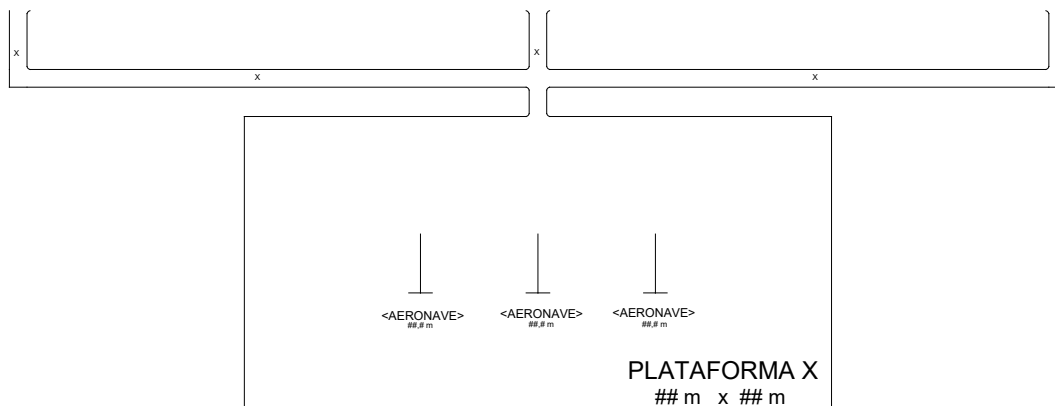 x
x
x
x
<AERONAVE>
##,# m
<AERONAVE>
##,# m
<AERONAVE>
##,# m
PLATAFORMA X
## m x ## m